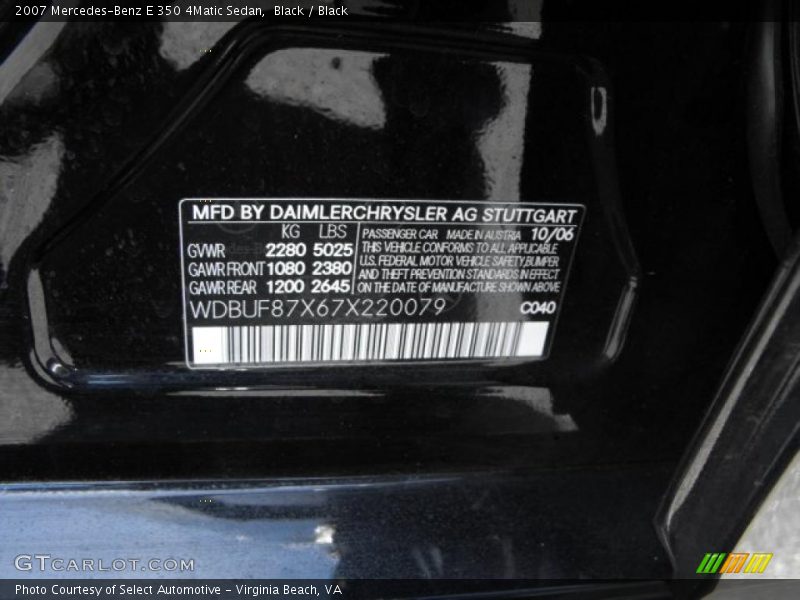 2007 Mercedes-Benz E 350 4Matic Sedan, Black / Black
MFD BY DAIMLERCHRYSLER AG STUTTGART
KG LBS PASSENGER CAR MADE IN AUSTRIA 10/06
GVWR 2280 5025 THIS VEHICLE CONFORMS TO ALL APPLICABLE
GAWR FRONT 1080 2380 U.S. FEDERAL MOTOR VEHICLE SAFETY, BUMPER
AND THEFT PREVENTION STANDARDS IN EFFECT
GAWR REAR 1200 2645 ON THE DATE OF MANUFACTURE SHOWN ABOVE
WDBUF87X67X220079 C040
GTCARLOT.COM
Photo Courtesy of Select Automotive - Virginia Beach, VA